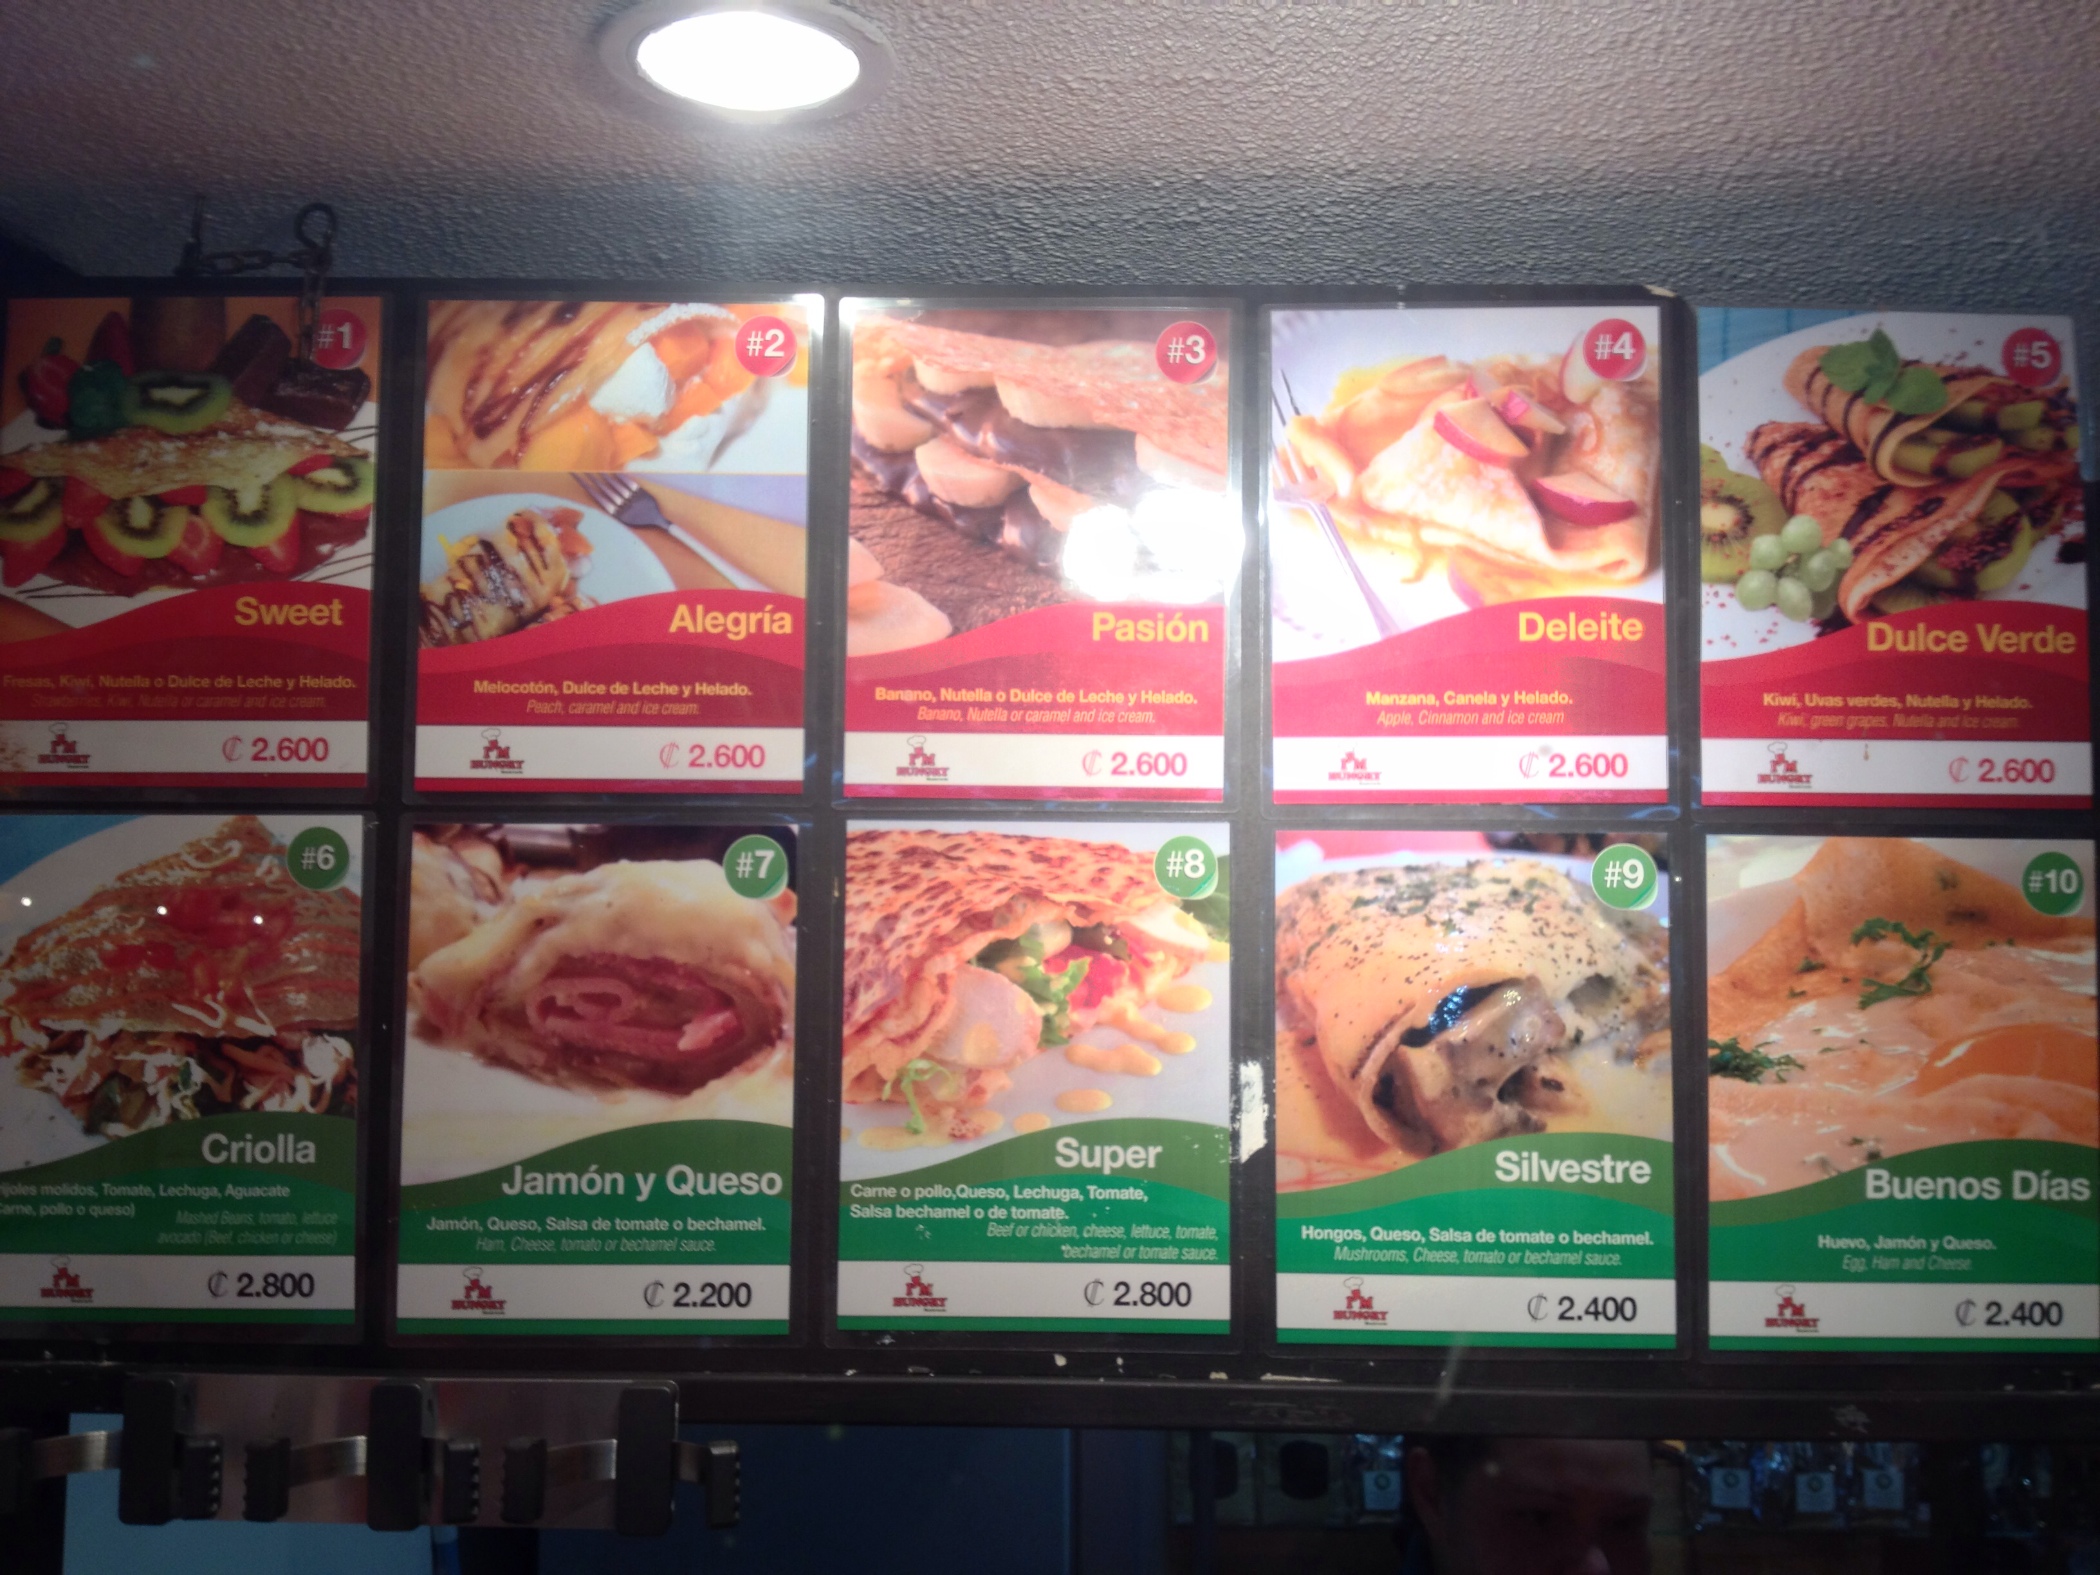 #1
Sweet
Fresas, Kiwi, Nutella o Dulce de Leche y Helado.
Strawberries, Kiwi, Nutella or caramel and ice cream.
I'M
HUNGRY
₡ 2.600
#2
Alegría
Melocotón, Dulce de Leche y Helado.
Peach, caramel and ice cream.
I'M
HUNGRY
₡ 2.600
#3
Pasión
Banano, Nutella o Dulce de Leche y Helado.
Banano, Nutella or caramel and ice cream.
I'M
HUNGRY
₡ 2.600
#4
Deleite
Manzana, Canela y Helado.
Apple, Cinnamon and ice cream
I'M
HUNGRY
₡ 2.600
#5
Dulce Verde
Kiwi, Uvas verdes, Nutella y Helado.
Kiwi, green grapes, Nutella and ice cream.
I'M
HUNGRY
₡ 2.600
#6
Criolla
molidos, Tomate, Lechuga, Aguacate
pollo o queso)
Mashed Beans, tomato, lettuce
avocado (Beef, chicken or cheese)
I'M
HUNGRY
₡ 2.800
#7
Jamón y Queso
Jamón, Queso, Salsa de tomate o bechamel.
Ham, Cheese, tomato or bechamel sauce.
I'M
HUNGRY
₡ 2.200
#8
Super
Carne o pollo,Queso, Lechuga, Tomate,
Salsa bechamel o de tomate.
Beef or chicken, cheese, lettuce, tomate,
*bechamel or tomate sauce.
I'M
HUNGRY
₡ 2.800
#9
Silvestre
Hongos, Queso, Salsa de tomate o bechamel.
Mushrooms, Cheese, tomato or bechamel sauce.
I'M
HUNGRY
₡ 2.400
#10
Buenos Días
Huevo, Jamón y Queso.
Egg, Ham and Cheese.
I'M
HUNGRY
₡ 2.400